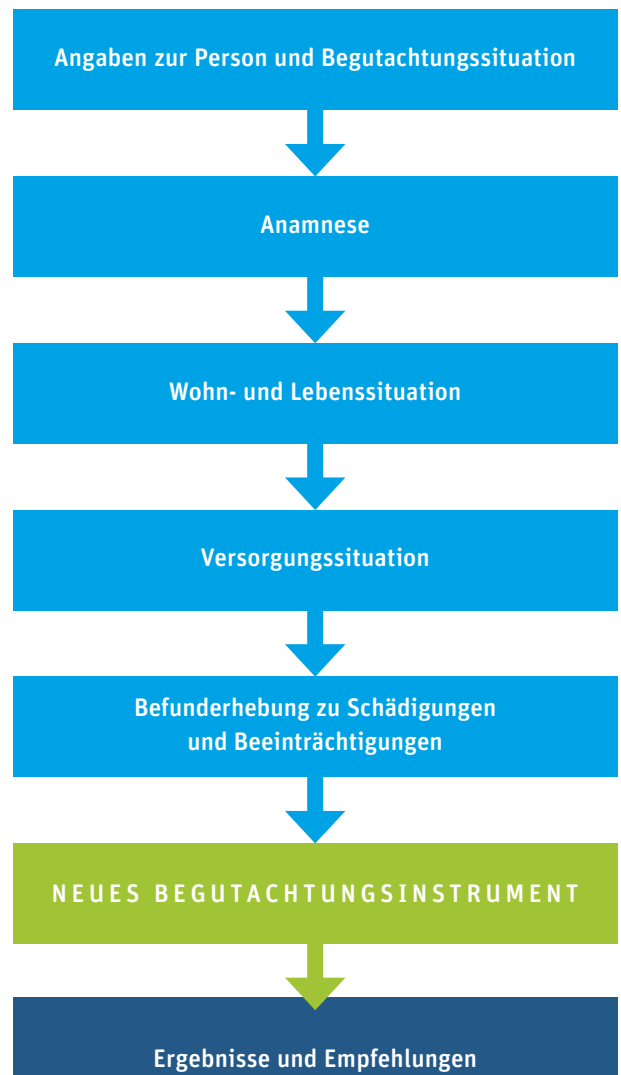 Angaben zur Person und Begutachtungssituation
Anamnese
Wohn- und Lebenssituation
Versorgungssituation
Befunderhebung zu Schädigungen
und Beeinträchtigungen
NEUES BEGUTACHTUNGSINSTRUMENT
Ergebnisse und Empfehlungen